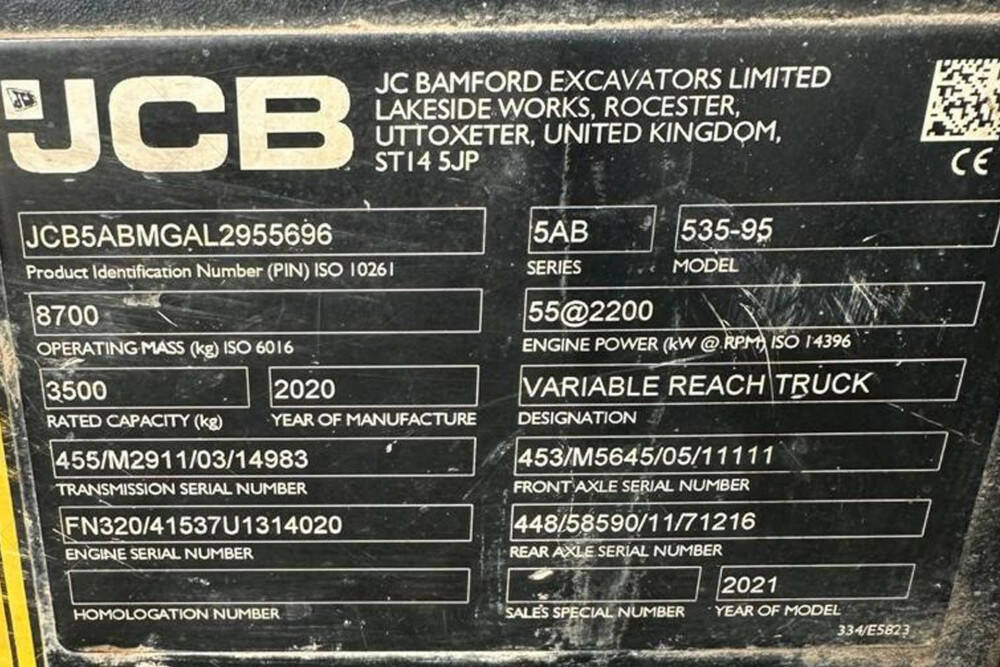 JCB
JC BAMFORD EXCAVATORS LIMITED
LAKESIDE WORKS, ROCESTER,
UTTOXETER, UNITED KINGDOM,
ST14 5JP
CE
JCB5ABMGAL2955696
Product Identification Number (PIN) ISO 10261
5AB
SERIES
535-95
MODEL
8700
OPERATING MASS (kg) ISO 6016
55@2200
ENGINE POWER (kW @ RPM) ISO 14396
3500
RATED CAPACITY (kg)
2020
YEAR OF MANUFACTURE
VARIABLE REACH TRUCK
DESIGNATION
455/M2911/03/14983
TRANSMISSION SERIAL NUMBER
453/M5645/05/11111
FRONT AXLE SERIAL NUMBER
FN320/41537U1314020
ENGINE SERIAL NUMBER
448/58590/11/71216
REAR AXLE SERIAL NUMBER
HOMOLOGATION NUMBER
SALE'S SPECIAL NUMBER
2021
YEAR OF MODEL
334/E5823